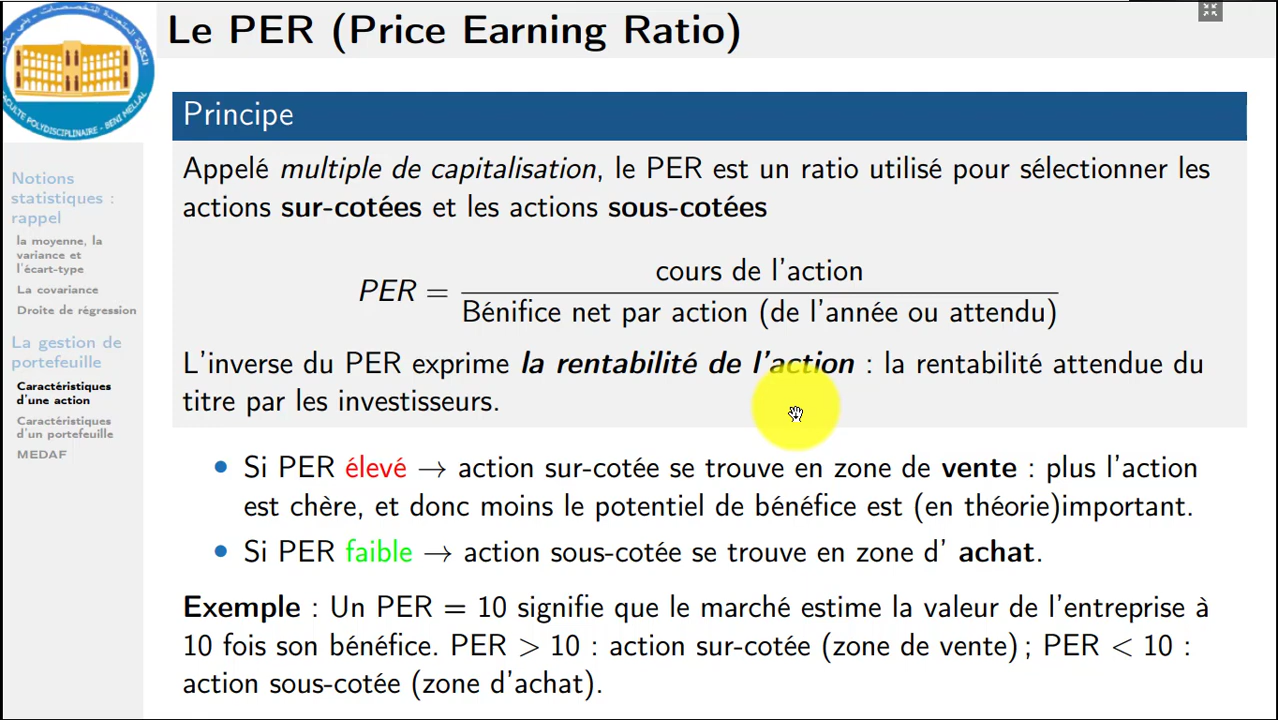 Le PER (Price Earning Ratio)
FACULTE POLYDISCIPLINAIRE - BENI MELLAL
Notions
statistiques :
rappel
la moyenne, la
variance et
l'écart-type
La covariance
Droite de régression
La gestion de
portefeuille
Caractéristiques
d'une action
Caractéristiques
d'un portefeuille
MEDAF
Principe
Appelé multiple de capitalisation, le PER est un ratio utilisé pour sélectionner les
actions sur-cotées et les actions sous-cotées
PER = cours de l'action
Bénifice net par action (de l'année ou attendu)
L'inverse du PER exprime la rentabilité de l'action : la rentabilité attendue du
titre par les investisseurs.
• Si PER élevé → action sur-cotée se trouve en zone de vente : plus l'action
est chère, et donc moins le potentiel de bénéfice est (en théorie)important.
• Si PER faible → action sous-cotée se trouve en zone d' achat.
Exemple : Un PER = 10 signifie que le marché estime la valeur de l'entreprise à
10 fois son bénéfice. PER > 10 : action sur-cotée (zone de vente) ; PER < 10 :
action sous-cotée (zone d'achat).